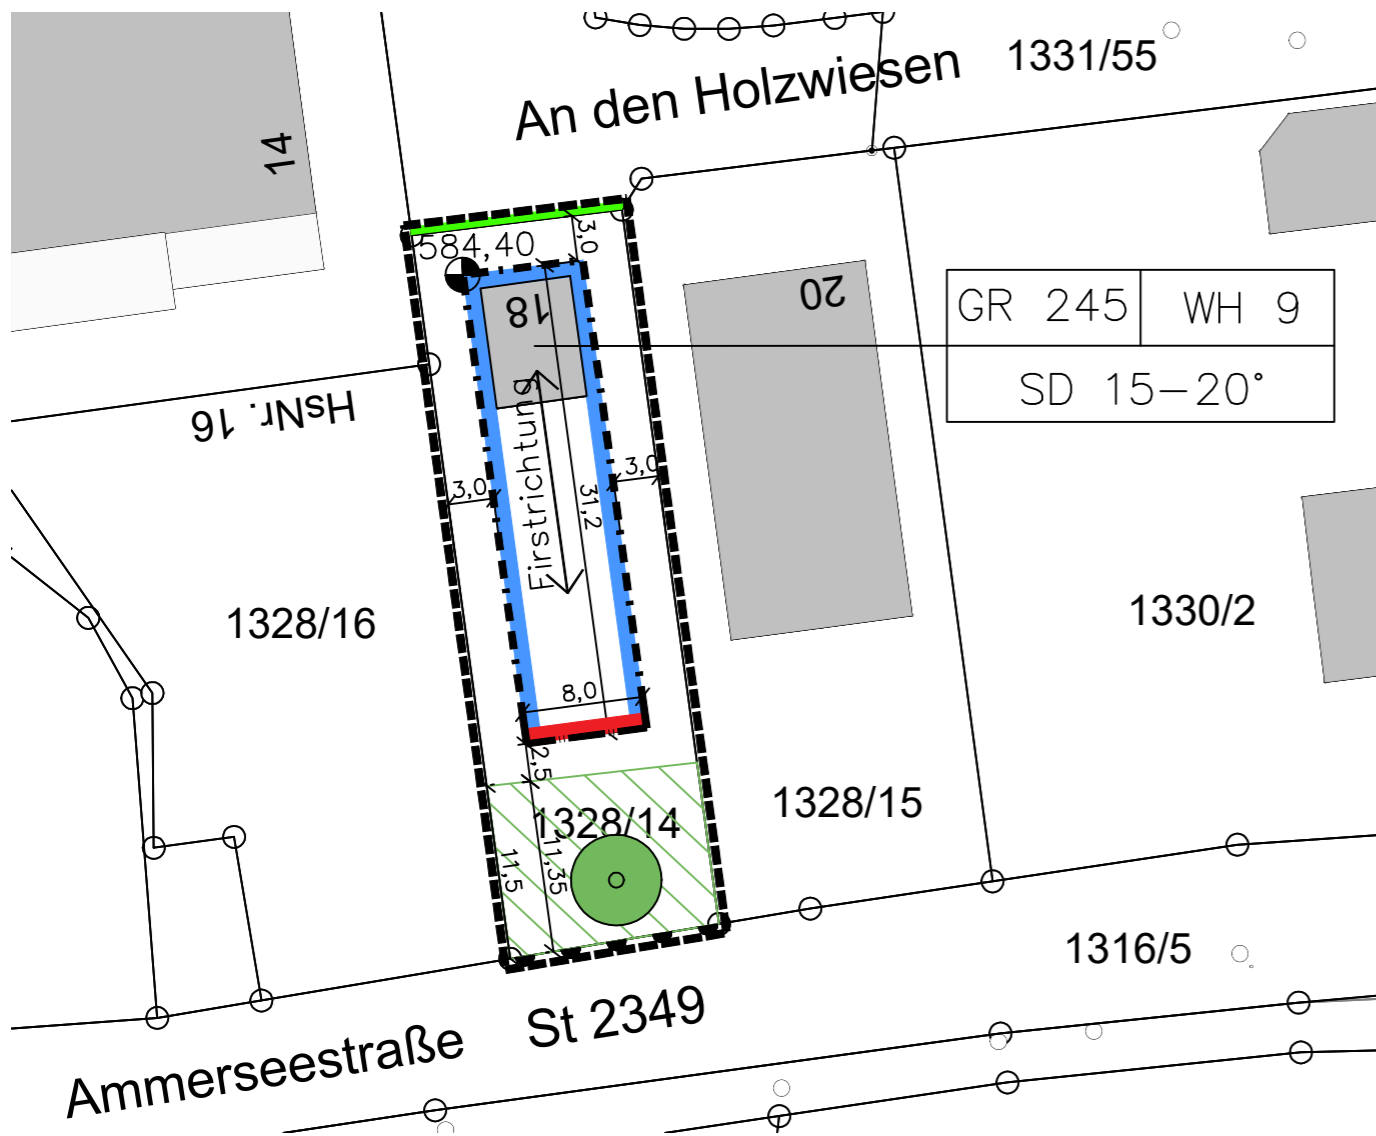 An den Holzwiesen
1331/55
14
584,40
3,0
18
20
GR 245
WH 9
SD 15-20°
HsNr. 16
Firstrichtung
3,0
3,0
31,2
1328/16
1330/2
8,0
2,5
1328/14
1328/15
11,5
11,35
1316/5
St 2349
Ammerseestraße